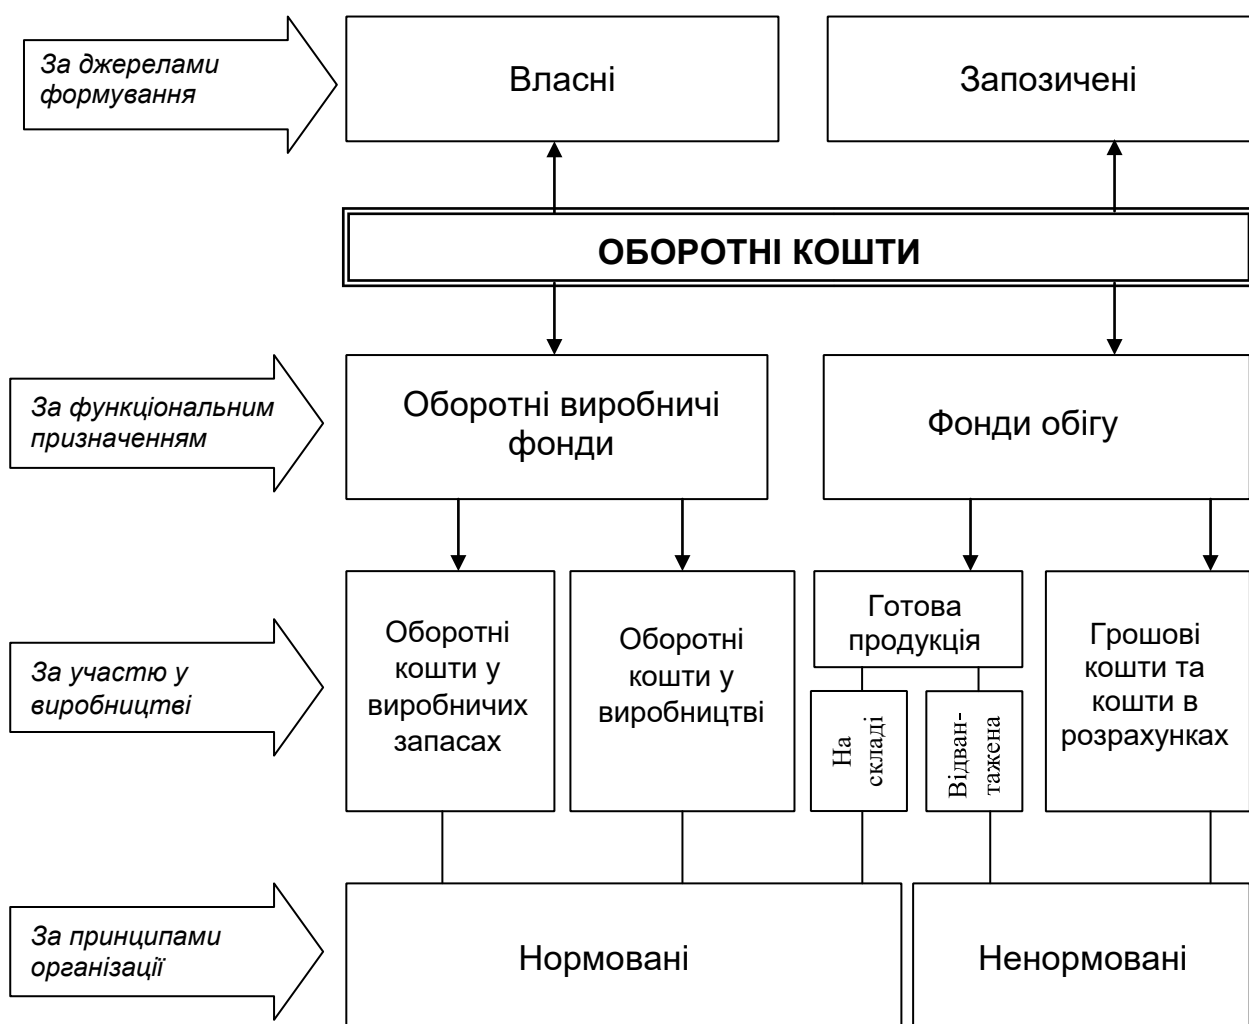 За джерелами
формування
Власні
Запозичені
ОБОРОТНІ КОШТИ
За функціональним
призначенням
Оборотні виробничі
фонди
Фонди обігу
За участю у
виробництві
Оборотні
кошти у
виробничих
запасах
Оборотні
кошти у
виробництві
Готова
продукція
На
складі
Відван-
тажена
Грошові
кошти та
кошти в
розрахунках
За принципами
організації
Нормовані
Ненормовані